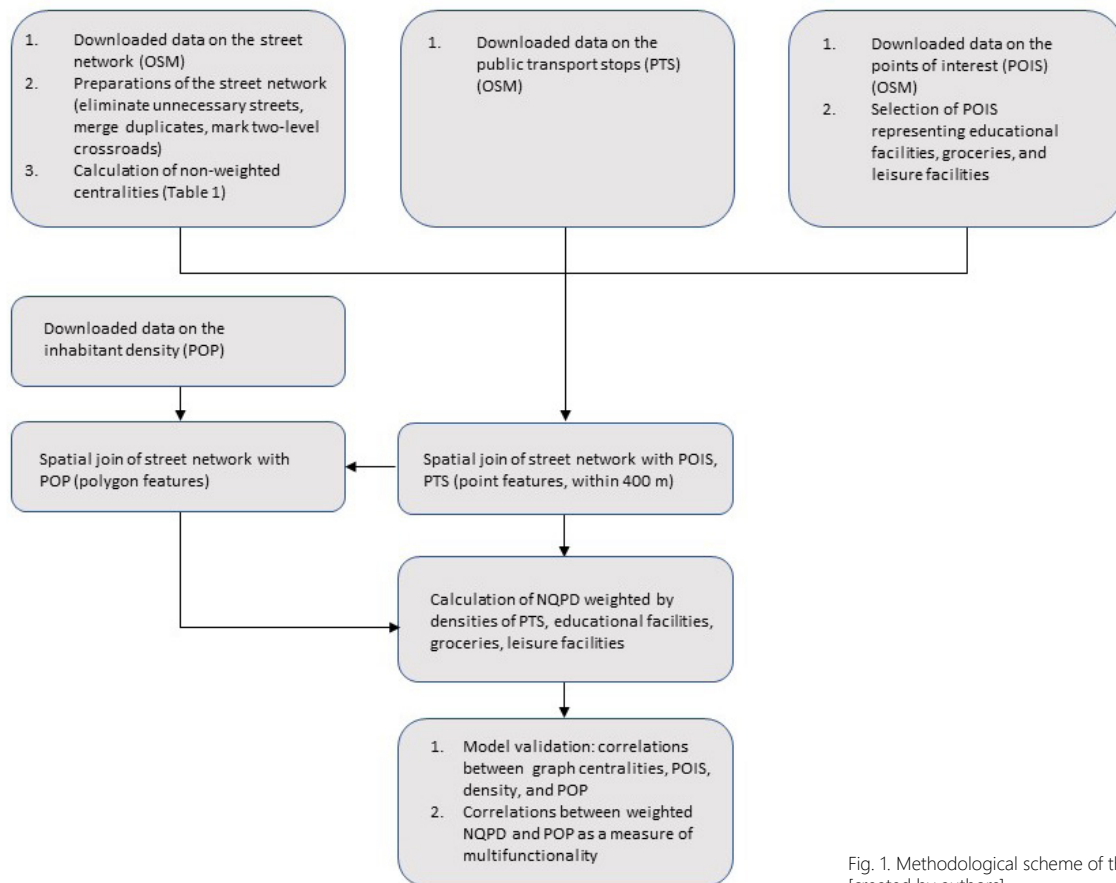 1. Downloaded data on the street
network (OSM)
2. Preparations of the street network
(eliminate unnecessary streets,
merge duplicates, mark two-level
crossroads)
3. Calculation of non-weighted
centralities (Table 1)
1. Downloaded data on the
public transport stops (PTS)
(OSM)
1. Downloaded data on the
points of interest (POIS)
(OSM)
2. Selection of POIS
representing educational
facilities, groceries, and
leisure facilities
Downloaded data on the
inhabitant density (POP)
Spatial join of street network with
POP (polygon features)
Spatial join of street network with POIS,
PTS (point features, within 400 m)
Calculation of NQPD weighted by
densities of PTS, educational facilities,
groceries, leisure facilities
1. Model validation: correlations
between graph centralities, POIS,
density, and POP
2. Correlations between weighted
NQPD and POP as a measure of
multifunctionality
Fig. 1. Methodological scheme of